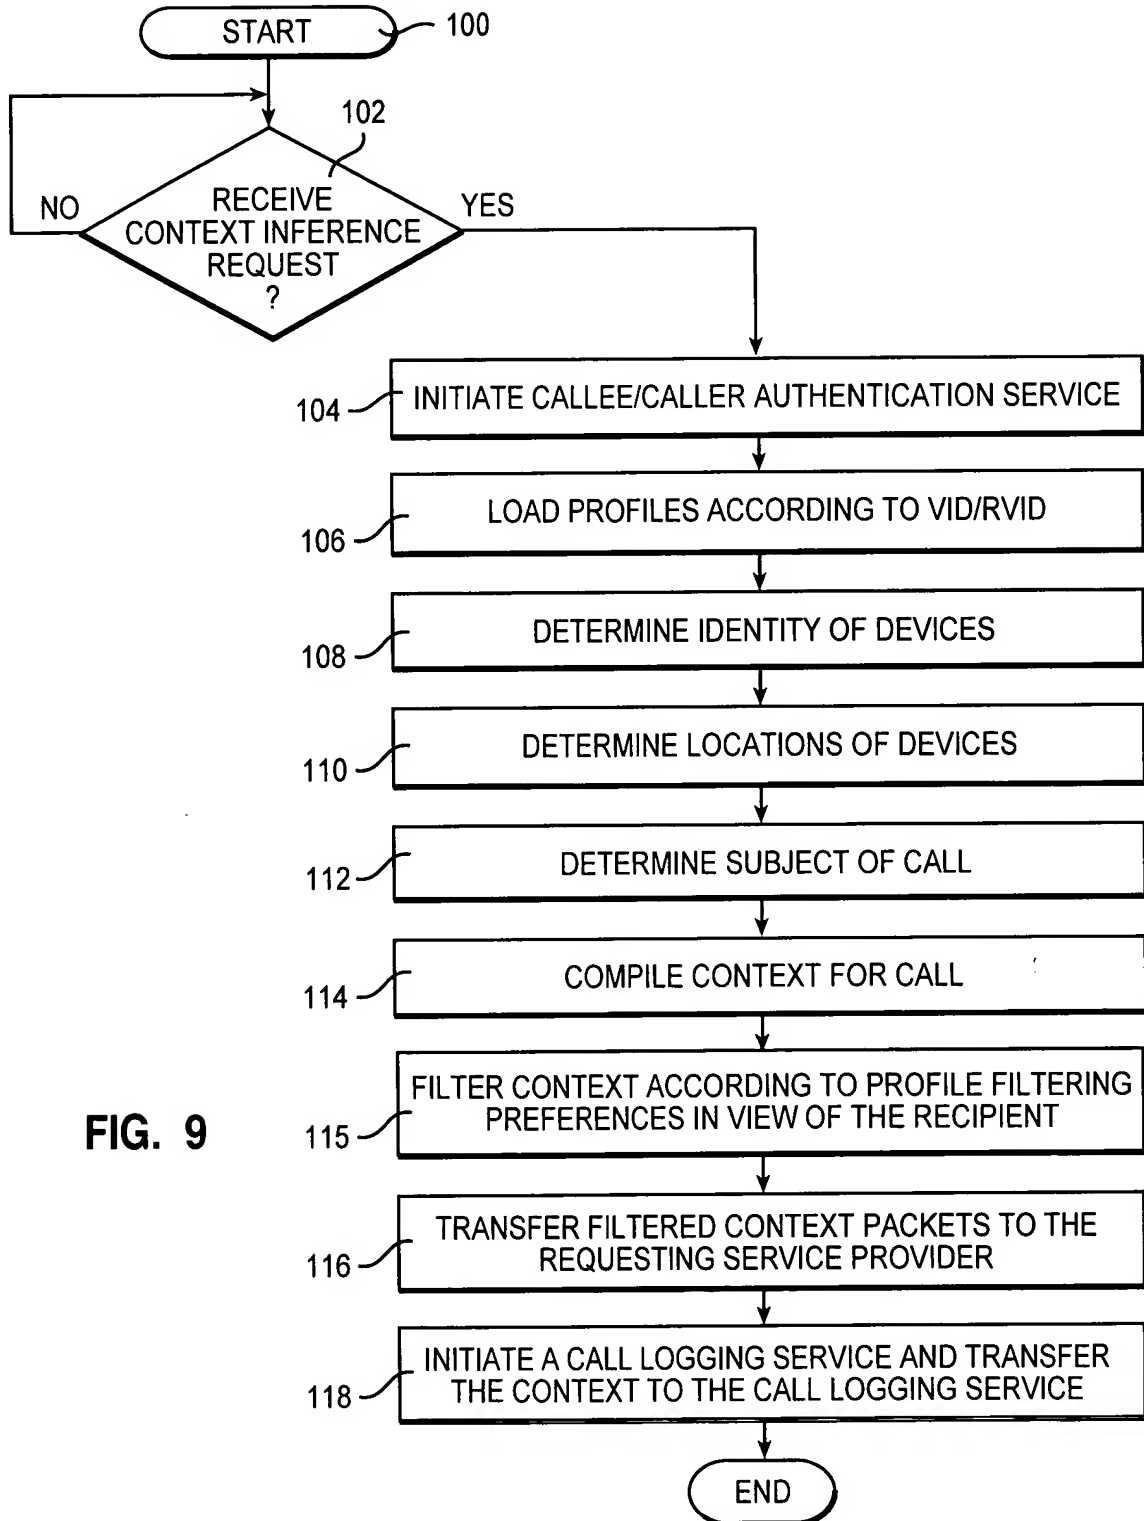 START
100
102
RECEIVE
CONTEXT INFERENCE
REQUEST
?
NO
YES
104
INITIATE CALLEE/CALLER AUTHENTICATION SERVICE
106
LOAD PROFILES ACCORDING TO VID/RVID
108
DETERMINE IDENTITY OF DEVICES
110
DETERMINE LOCATIONS OF DEVICES
112
DETERMINE SUBJECT OF CALL
114
COMPILE CONTEXT FOR CALL
FIG. 9
115
FILTER CONTEXT ACCORDING TO PROFILE FILTERING
PREFERENCES IN VIEW OF THE RECIPIENT
116
TRANSFER FILTERED CONTEXT PACKETS TO THE
REQUESTING SERVICE PROVIDER
118
INITIATE A CALL LOGGING SERVICE AND TRANSFER
THE CONTEXT TO THE CALL LOGGING SERVICE
END